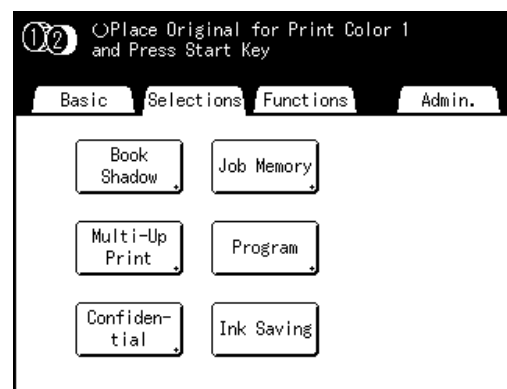 ①② Place Original for Print Color 1
and Press Start Key
Basic Selections Functions Admin.
Book
Shadow
Job Memory
Multi-Up
Print
Program
Confiden-
tial
Ink Saving